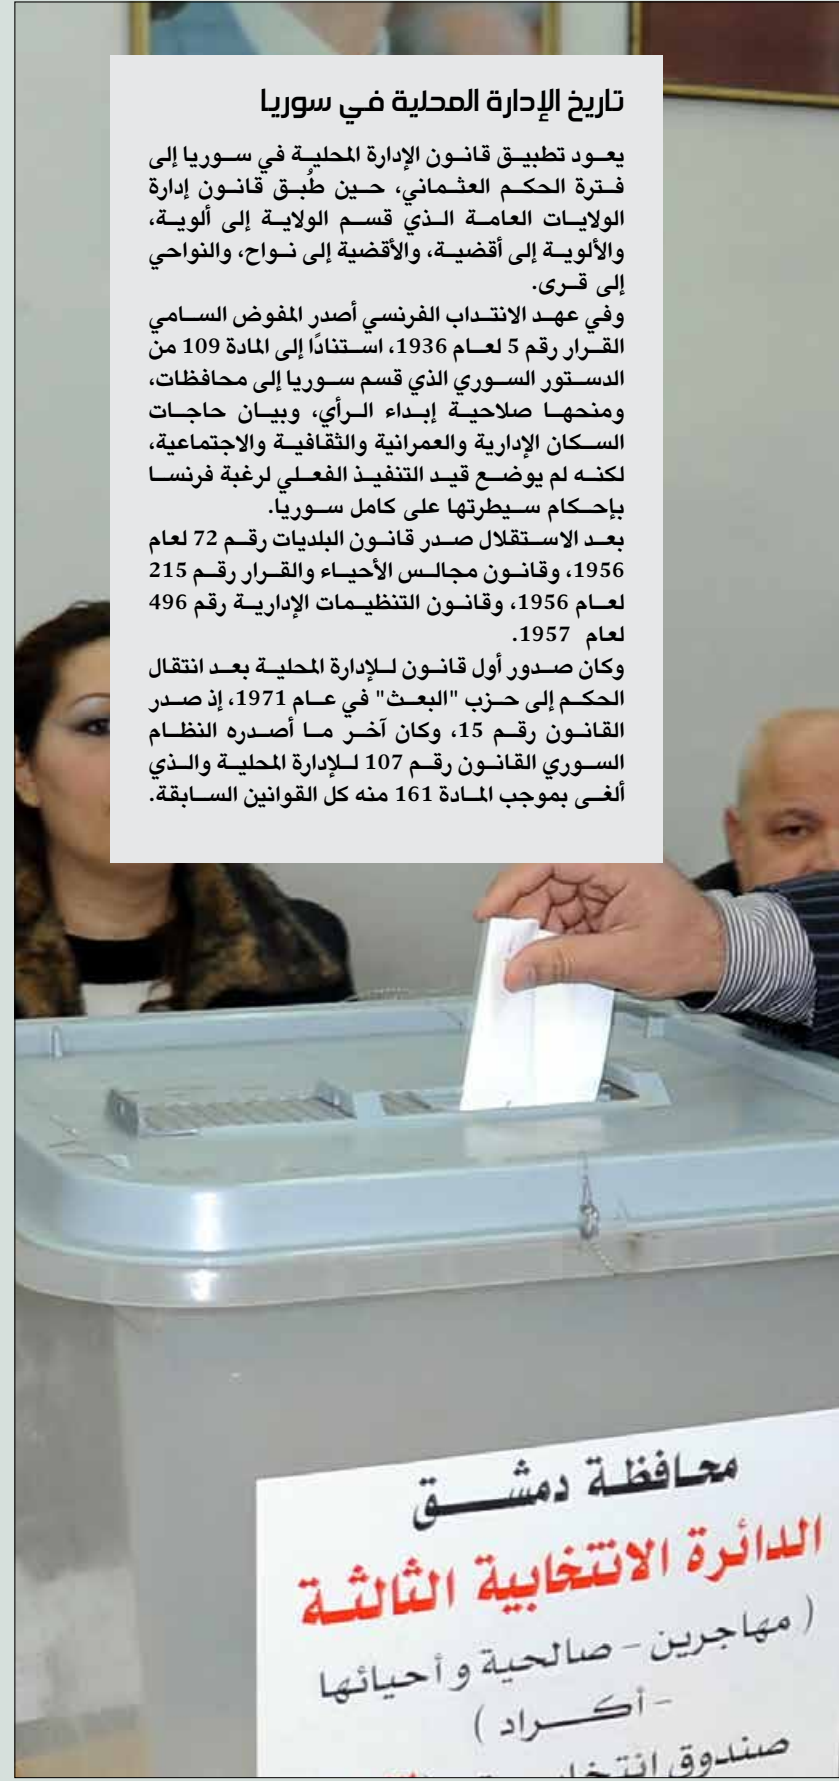 تاريخ الإدارة المحلية في سوريا
يعود تطبيق قانون الإدارة المحلية في سوريا إلى
فترة الحكم العثماني، حين طُبق قانون إدارة
الولايات العامة الذي قسم الولاية إلى ألوية،
والألوية إلى أقضية، والأقضية إلى نواح، والنواحي
إلى قرى.
وفي عهد الانتداب الفرنسي أصدر المفوض السامي
القرار رقم 5 لعام 1936، استنادًا إلى المادة 109 من
الدستور السوري الذي قسم سوريا إلى محافظات،
ومنحها صلاحية إبداء الرأي، وبيان حاجات
السكان الإدارية والعمرانية والثقافية والاجتماعية،
لكنه لم يوضع قيد التنفيذ الفعلي لرغبة فرنسا
بإحكام سيطرتها على كامل سوريا.
بعد الاستقلال صدر قانون البلديات رقم 72 لعام
1956، وقانون مجالس الأحياء والقرار رقم 215
لعام 1956، وقانون التنظيمات الإدارية رقم 496
لعام 1957.
وكان صدور أول قانون للإدارة المحلية بعد انتقال
الحكم إلى حزب "البعث" في عام 1971، إذ صدر
القانون رقم 15، وكان آخر ما أصدره النظام
السوري القانون رقم 107 للإدارة المحلية والذي
ألغى بموجب المادة 161 منه كل القوانين السابقة.
محافظة دمشق
الدائرة الانتخابية الثالثة
( مهاجرين - صالحية و أحيائها
- أكراد )
صندوق